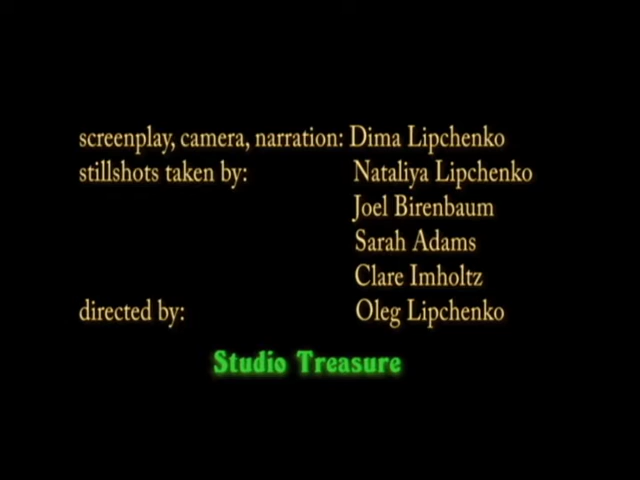 screenplay, camera, narration: Dima Lipchenko
stillshots taken by: Nataliya Lipchenko
Joel Birenbaum
Sarah Adams
Clare Imholtz
directed by: Oleg Lipchenko
Studio Treasure